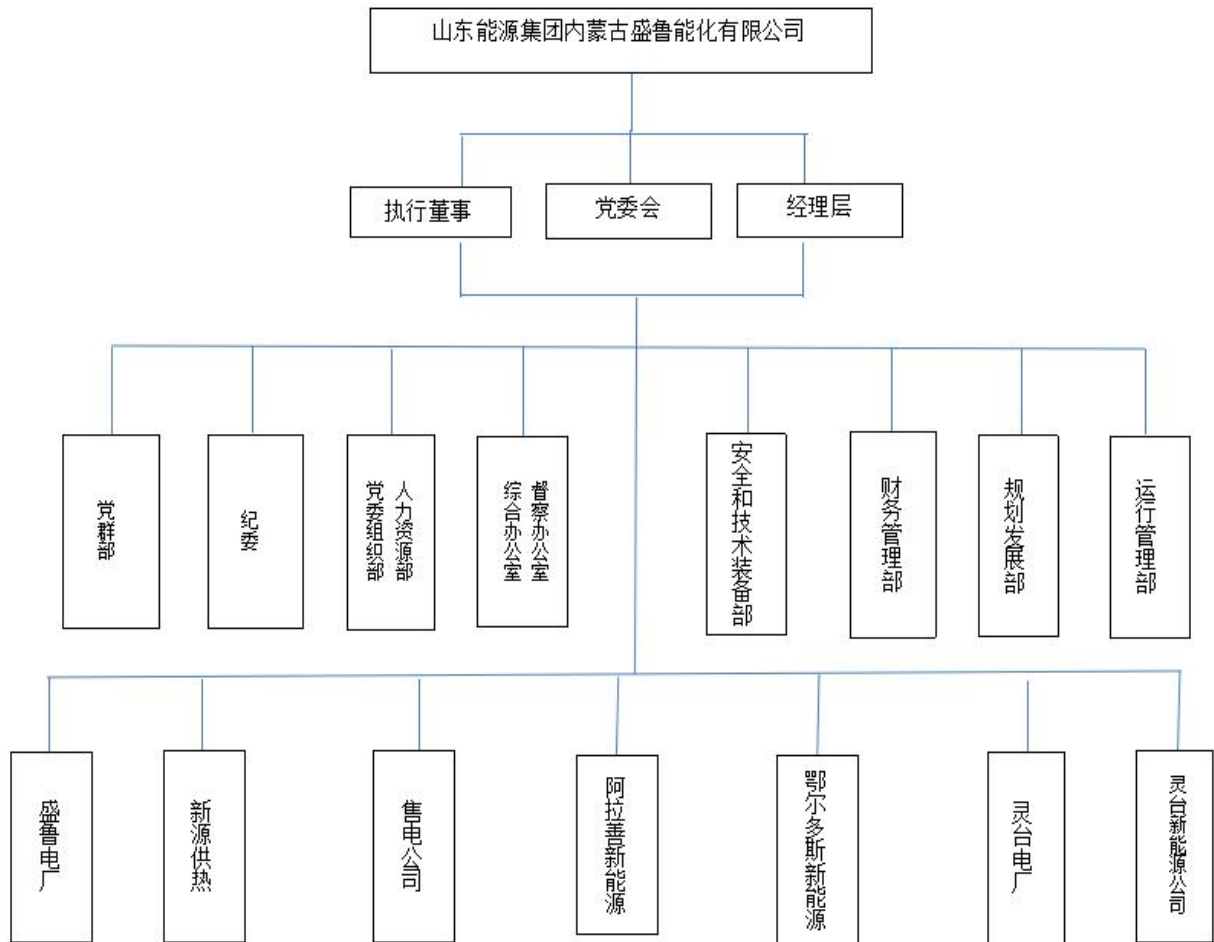 山东能源集团内蒙古盛鲁能化有限公司
执行董事
党委会
经理层
党群部
纪委
人力资源部
党委组织部
督察办公室
综合办公室
安全和技术装备部
财务管理部
规划发展部
运行管理部
盛鲁电厂
新源供热
售电公司
阿拉善新能源
鄂尔多斯新能源
灵台电厂
灵台新能源公司